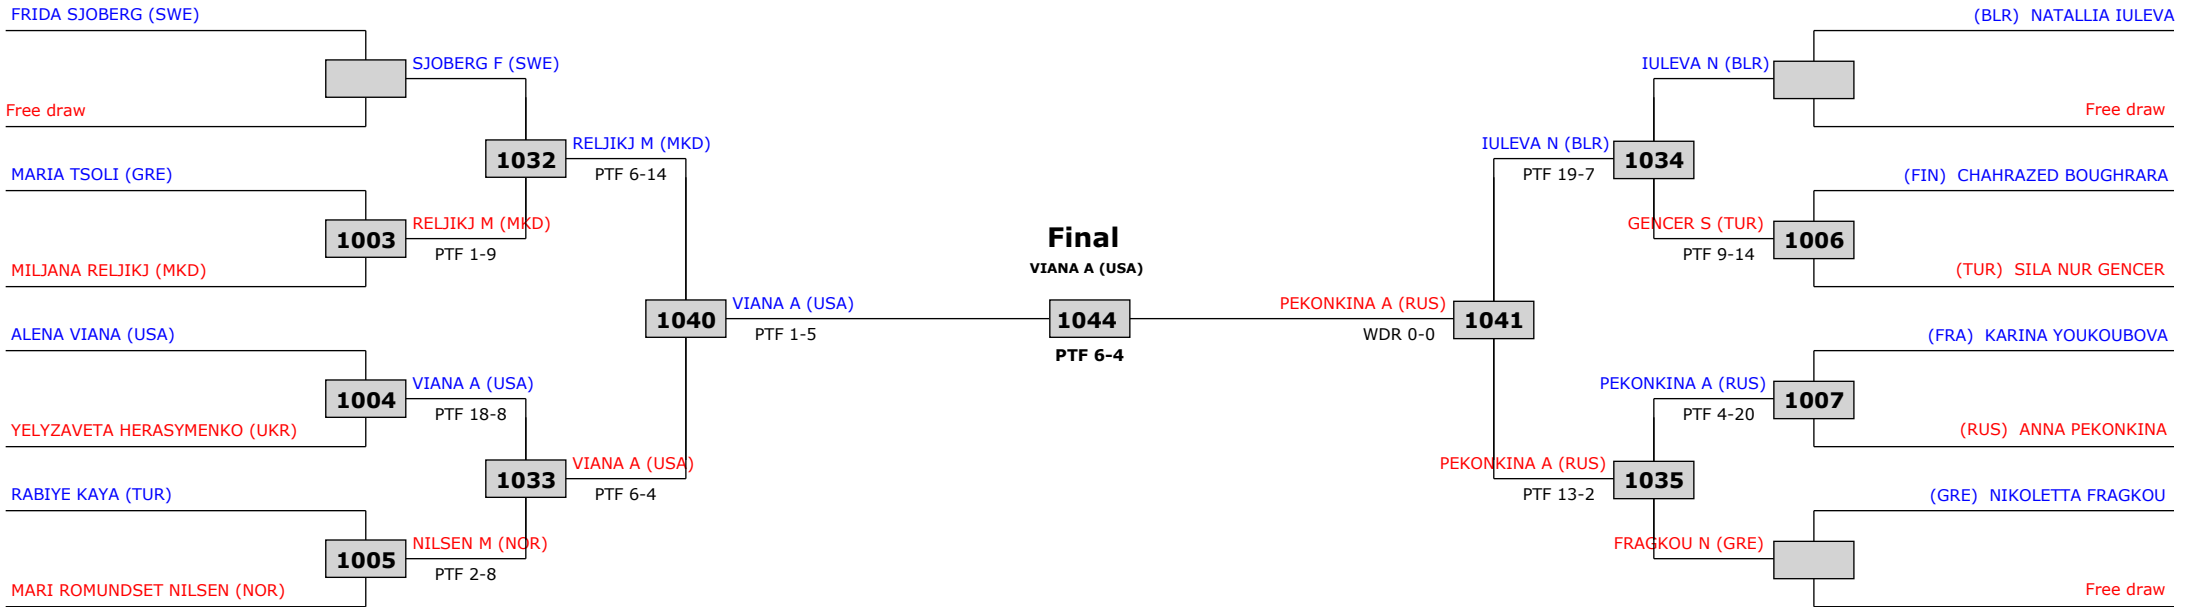 FRIDA SJOBERG (SWE)
Free draw
SJOBERG F (SWE)
MARIA TSOLI (GRE)
MILJANA RELJIKJ (MKD)
1003
RELJIKJ M (MKD)
PTF 1-9
1032
RELJIKJ M (MKD)
PTF 6-14
ALENA VIANA (USA)
YELYZAVETA HERASYMENKO (UKR)
1004
VIANA A (USA)
PTF 18-8
RABIYE KAYA (TUR)
MARI ROMUNDSET NILSEN (NOR)
1005
NILSEN M (NOR)
PTF 2-8
1033
VIANA A (USA)
PTF 6-4
1040
VIANA A (USA)
PTF 1-5
Final
VIANA A (USA)
1044
PTF 6-4
PEKONKINA A (RUS)
WDR 0-0
1041
IULEVA N (BLR)
PTF 19-7
1034
IULEVA N (BLR)
(BLR) NATALLIA IULEVA
Free draw
GENCER S (TUR)
PTF 9-14
1006
(FIN) CHAHRAZED BOUGHRARA
(TUR) SILA NUR GENCER
PEKONKINA A (RUS)
PTF 13-2
1035
PEKONKINA A (RUS)
PTF 4-20
1007
(FRA) KARINA YOUKOUBOVA
(RUS) ANNA PEKONKINA
FRAGKOU N (GRE)
(GRE) NIKOLETTA FRAGKOU
Free draw